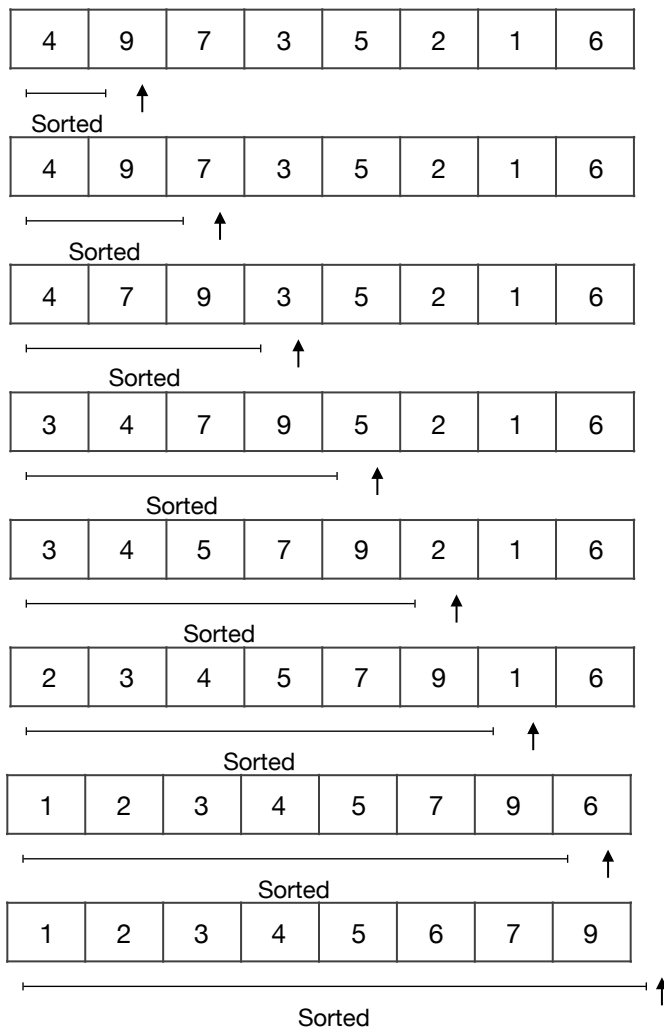 4 9 7 3 5 2 1 6
Sorted
4 9 7 3 5 2 1 6
Sorted
4 7 9 3 5 2 1 6
Sorted
3 4 7 9 5 2 1 6
Sorted
3 4 5 7 9 2 1 6
Sorted
2 3 4 5 7 9 1 6
Sorted
1 2 3 4 5 7 9 6
Sorted
1 2 3 4 5 6 7 9
Sorted